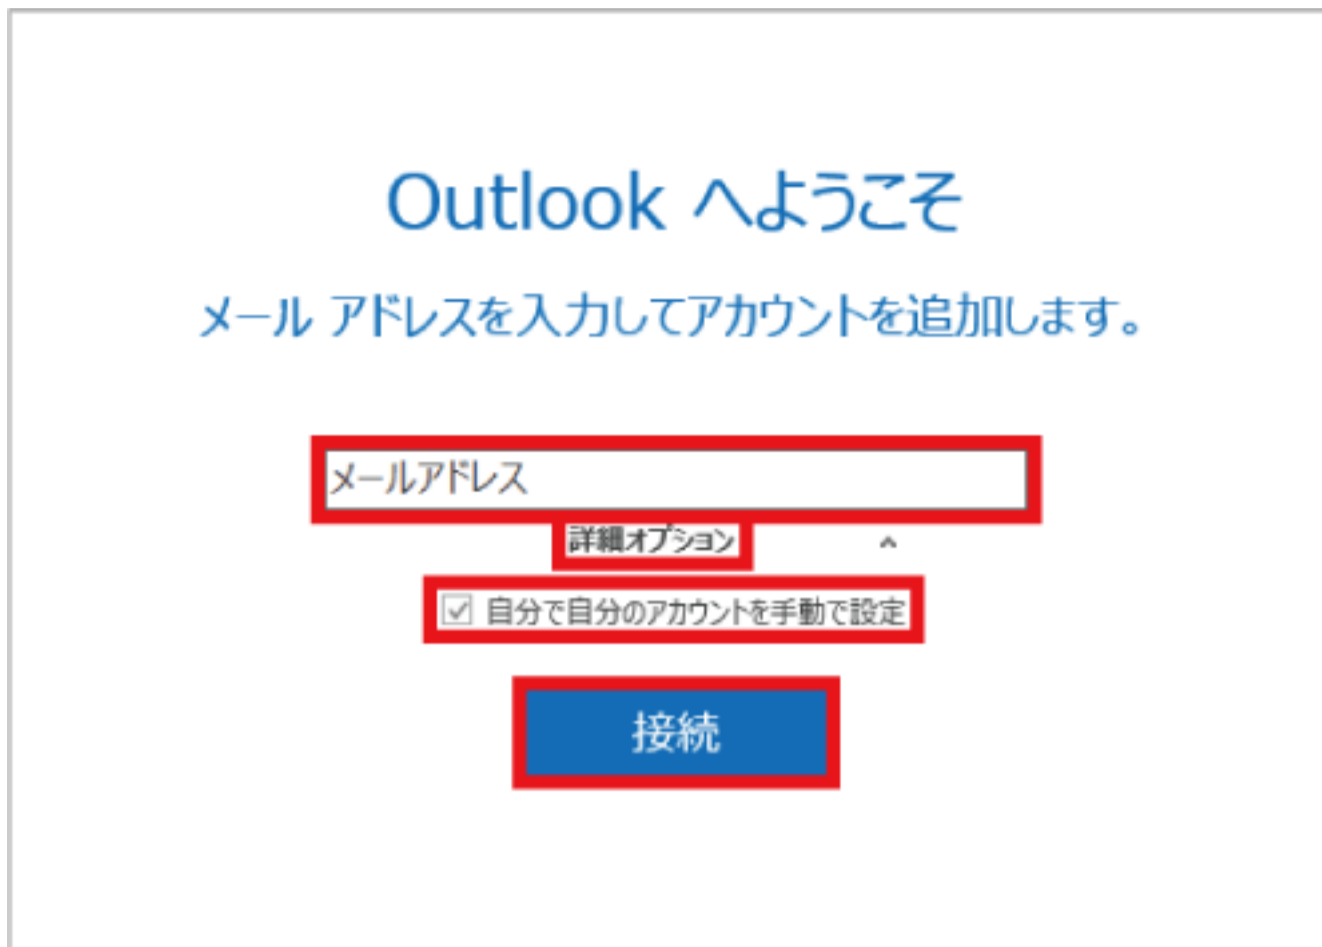 Outlook へようこそ
メール アドレスを入力してアカウントを追加します。
メールアドレス
詳細オプション
自分で自分のアカウントを手動で設定
接続